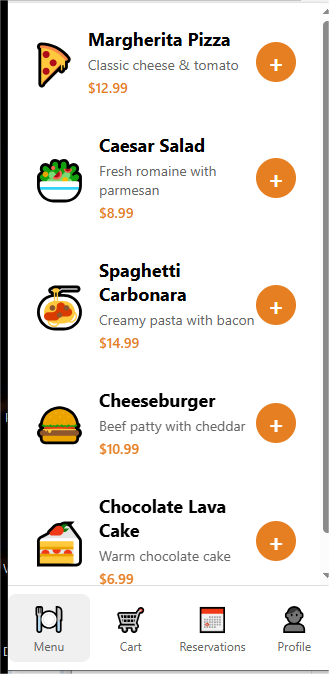 Margherita Pizza
Classic cheese & tomato
$12.99
+
Caesar Salad
Fresh romaine with
parmesan
$8.99
+
Spaghetti
Carbonara
Creamy pasta with bacon
$14.99
+
Cheeseburger
Beef patty with cheddar
$10.99
+
Chocolate Lava
Cake
Warm chocolate cake
$6.99
+
Menu
Cart
Reservations
Profile